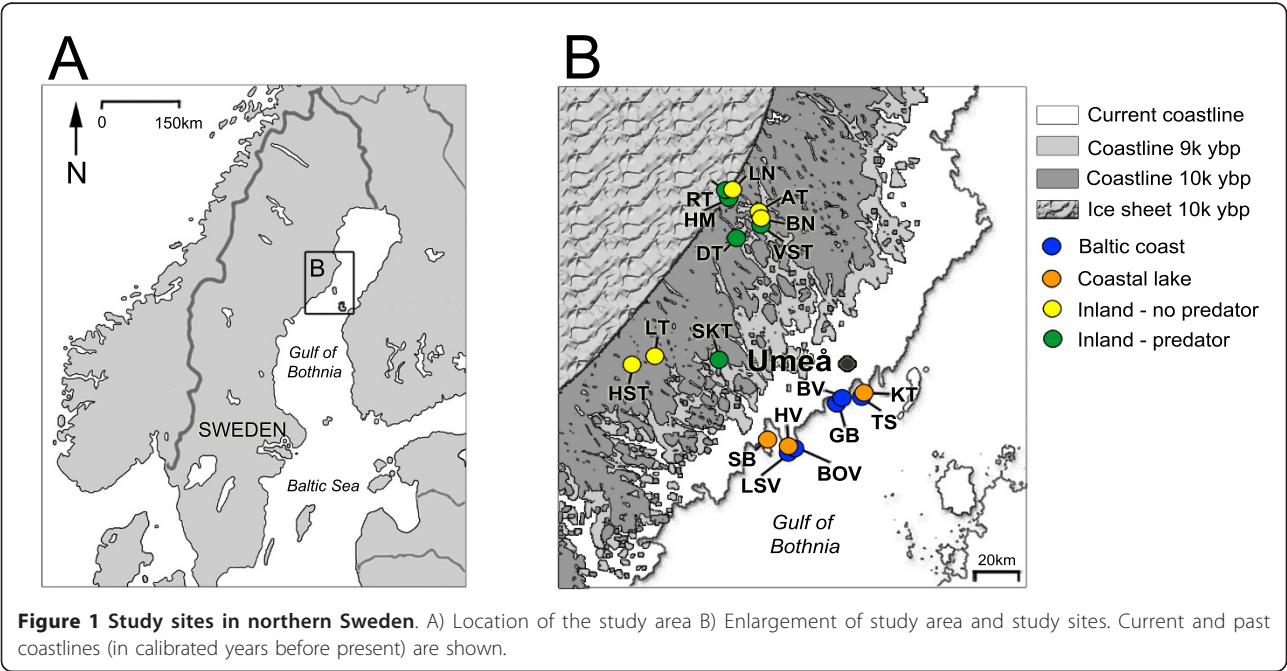 A
B
0 150km
N
B
Gulf of
Bothnia
SWEDEN
Baltic Sea
LN
RT
AT
HM
BN
DT
VST
LT
SKT
HST
Umeå
BV
KT
TS
HV
GB
SB
BOV
LSV
Gulf of
Bothnia
20km
Current coastline
Coastline 9k ybp
Coastline 10k ybp
Ice sheet 10k ybp
Baltic coast
Coastal lake
Inland - no predator
Inland - predator
Figure 1 Study sites in northern Sweden. A) Location of the study area B) Enlargement of study area and study sites. Current and past
coastlines (in calibrated years before present) are shown.